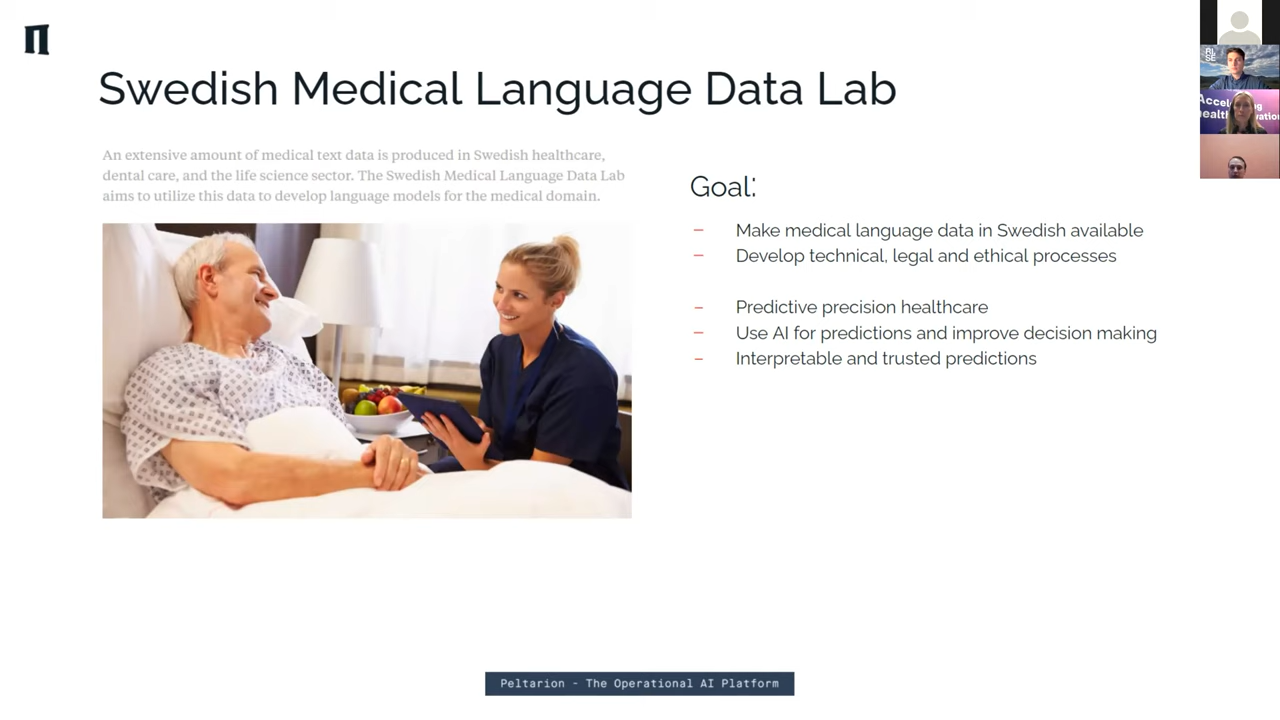 Swedish Medical Language Data Lab
An extensive amount of medical text data is produced in Swedish healthcare,
dental care, and the life science sector. The Swedish Medical Language Data Lab
aims to utilize this data to develop language models for the medical domain.
Goal:
– Make medical language data in Swedish available
– Develop technical, legal and ethical processes
– Predictive precision healthcare
– Use AI for predictions and improve decision making
– Interpretable and trusted predictions
Peltarion - The Operational AI Platform
RI.
SE